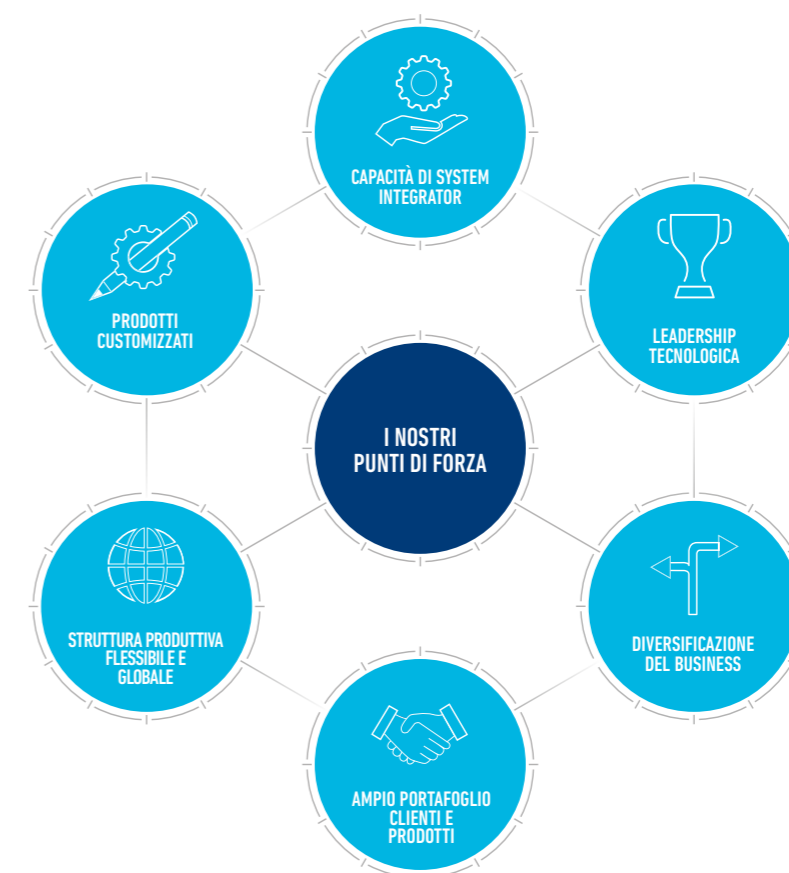 CAPACITÀ DI SYSTEM
INTEGRATOR
PRODOTTI
CUSTOMIZZATI
LEADERSHIP
TECNOLOGICA
I NOSTRI
PUNTI DI FORZA
STRUTTURA PRODUTTIVA
FLESSIBILE E
GLOBALE
DIVERSIFICAZIONE
DEL BUSINESS
AMPIO PORTAFOGLIO
CLIENTI E
PRODOTTI